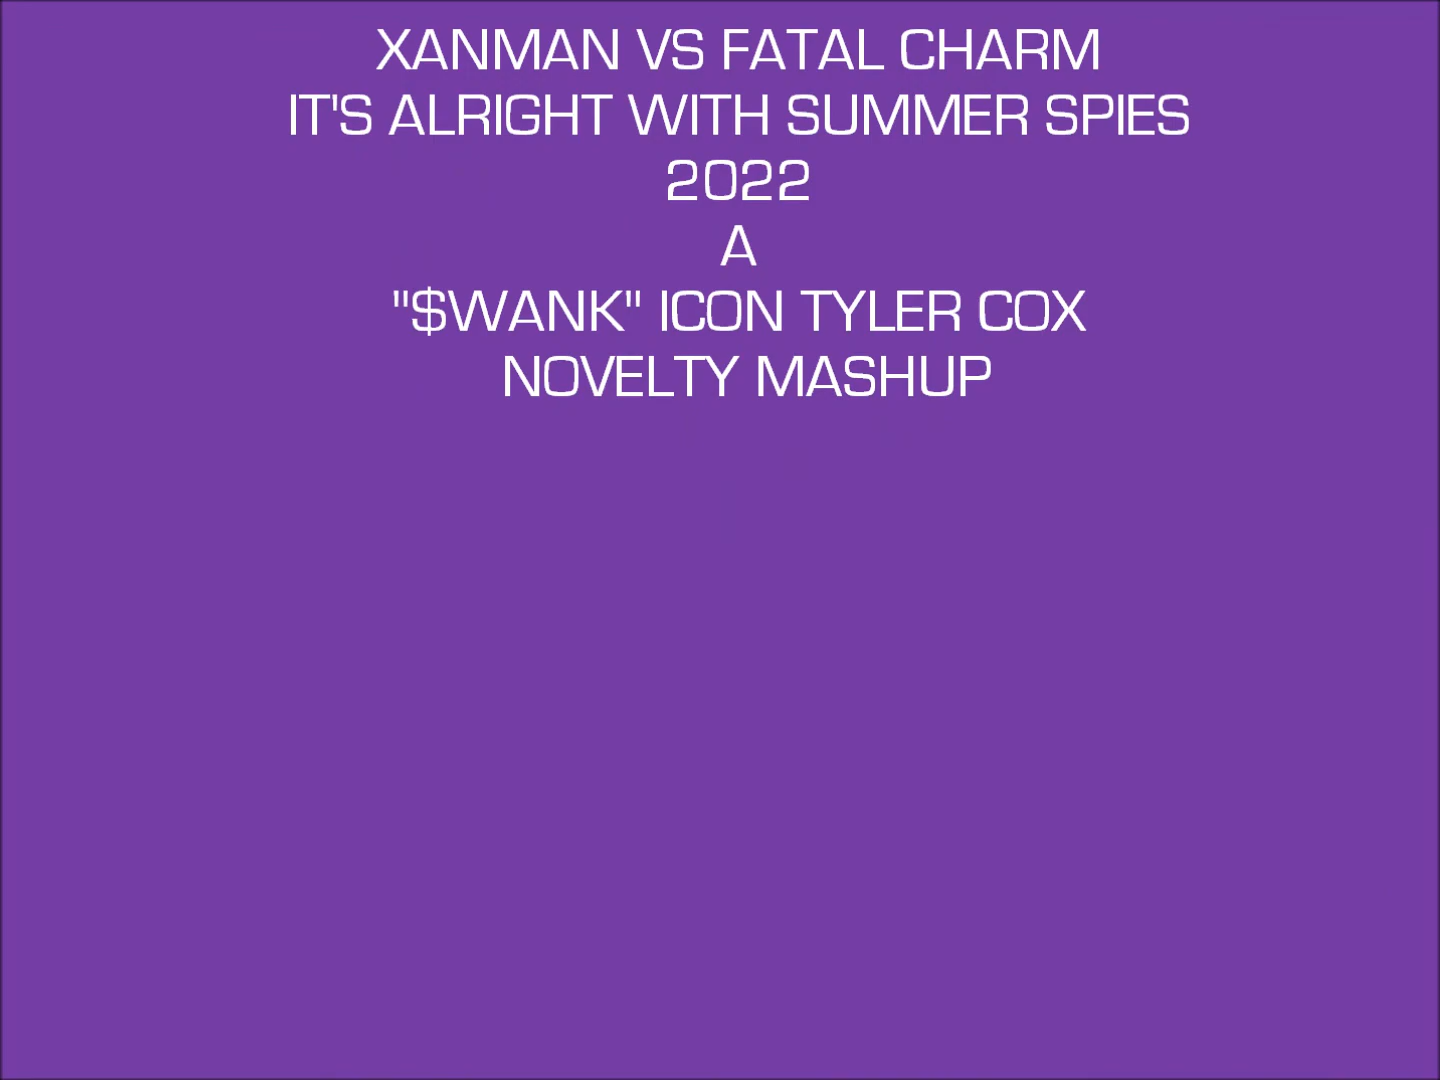 XANMAN VS FATAL CHARM
IT'S ALRIGHT WITH SUMMER SPIES
2022
A
"$WANK" ICON TYLER COX
NOVELTY MASHUP